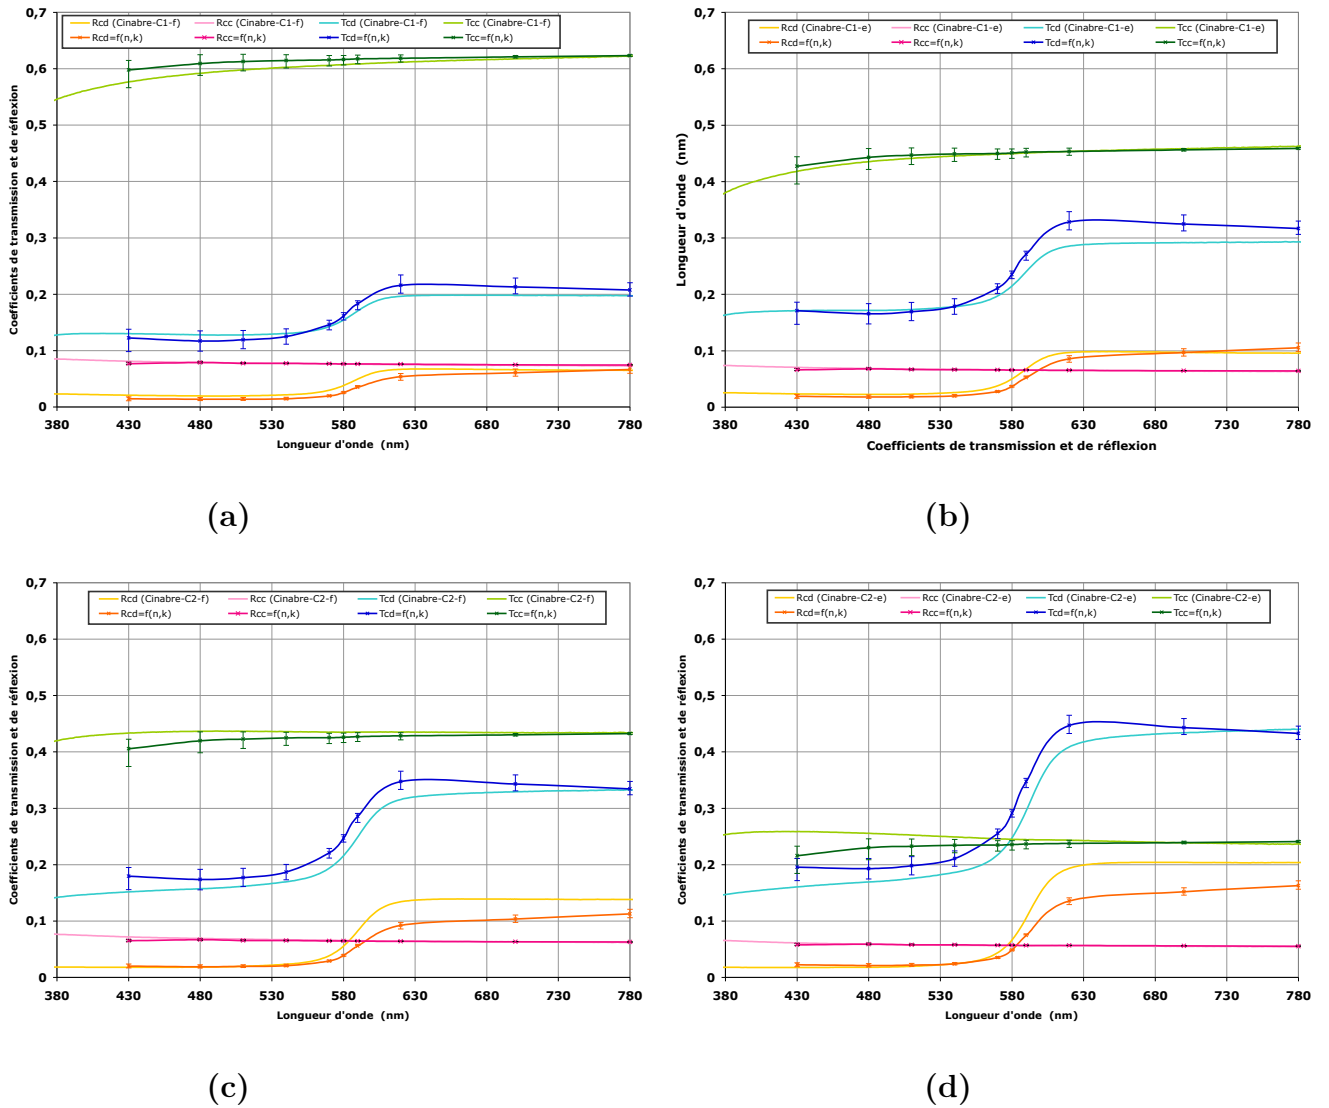 Rcd (Cinabre-C1-f) Rcc (Cinabre-C1-f) Tcd (Cinabre-C1-f) Tcc (Cinabre-C1-f)
Rcd=f(n,k) Rcc=f(n,k) Tcd=f(n,k) Tcc=f(n,k)
0,7
0,6
0,5
0,4
0,3
0,2
0,1
0
Coefficients de transmission et de réflexion
380 430 480 530 580 630 680 730 780
Longueur d'onde (nm)
(a)
Rcd (Cinabre-C1-e) Rcc (Cinabre-C1-e) Tcd (Cinabre-C1-e) Tcc (Cinabre-C1-e)
Rcd=f(n,k) Rcc=f(n,k) Tcd=f(n,k) Tcc=f(n,k)
0,7
0,6
0,5
0,4
0,3
0,2
0,1
0
Longueur d'onde (nm)
380 430 480 530 580 630 680 730 780
Coefficients de transmission et de réflexion
(b)
Rcd (Cinabre-C2-f) Rcc (Cinabre-C2-f) Tcd (Cinabre-C2-f) Tcc (Cinabre-C2-f)
Rcd=f(n,k) Rcc=f(n,k) Tcd=f(n,k) Tcc=f(n,k)
0,7
0,6
0,5
0,4
0,3
0,2
0,1
0
Coefficients de transmission et de réflexion
380 430 480 530 580 630 680 730 780
Longueur d'onde (nm)
(c)
Rcd (Cinabre-C2-e) Rcc (Cinabre-C2-e) Tcd (Cinabre-C2-e) Tcc (Cinabre-C2-e)
Rcd=f(n,k) Rcc=f(n,k) Tcd=f(n,k) Tcc=f(n,k)
0,7
0,6
0,5
0,4
0,3
0,2
0,1
0
Coefficients de transmission et de réflexion
380 430 480 530 580 630 680 730 780
Longueur d'onde (nm)
(d)